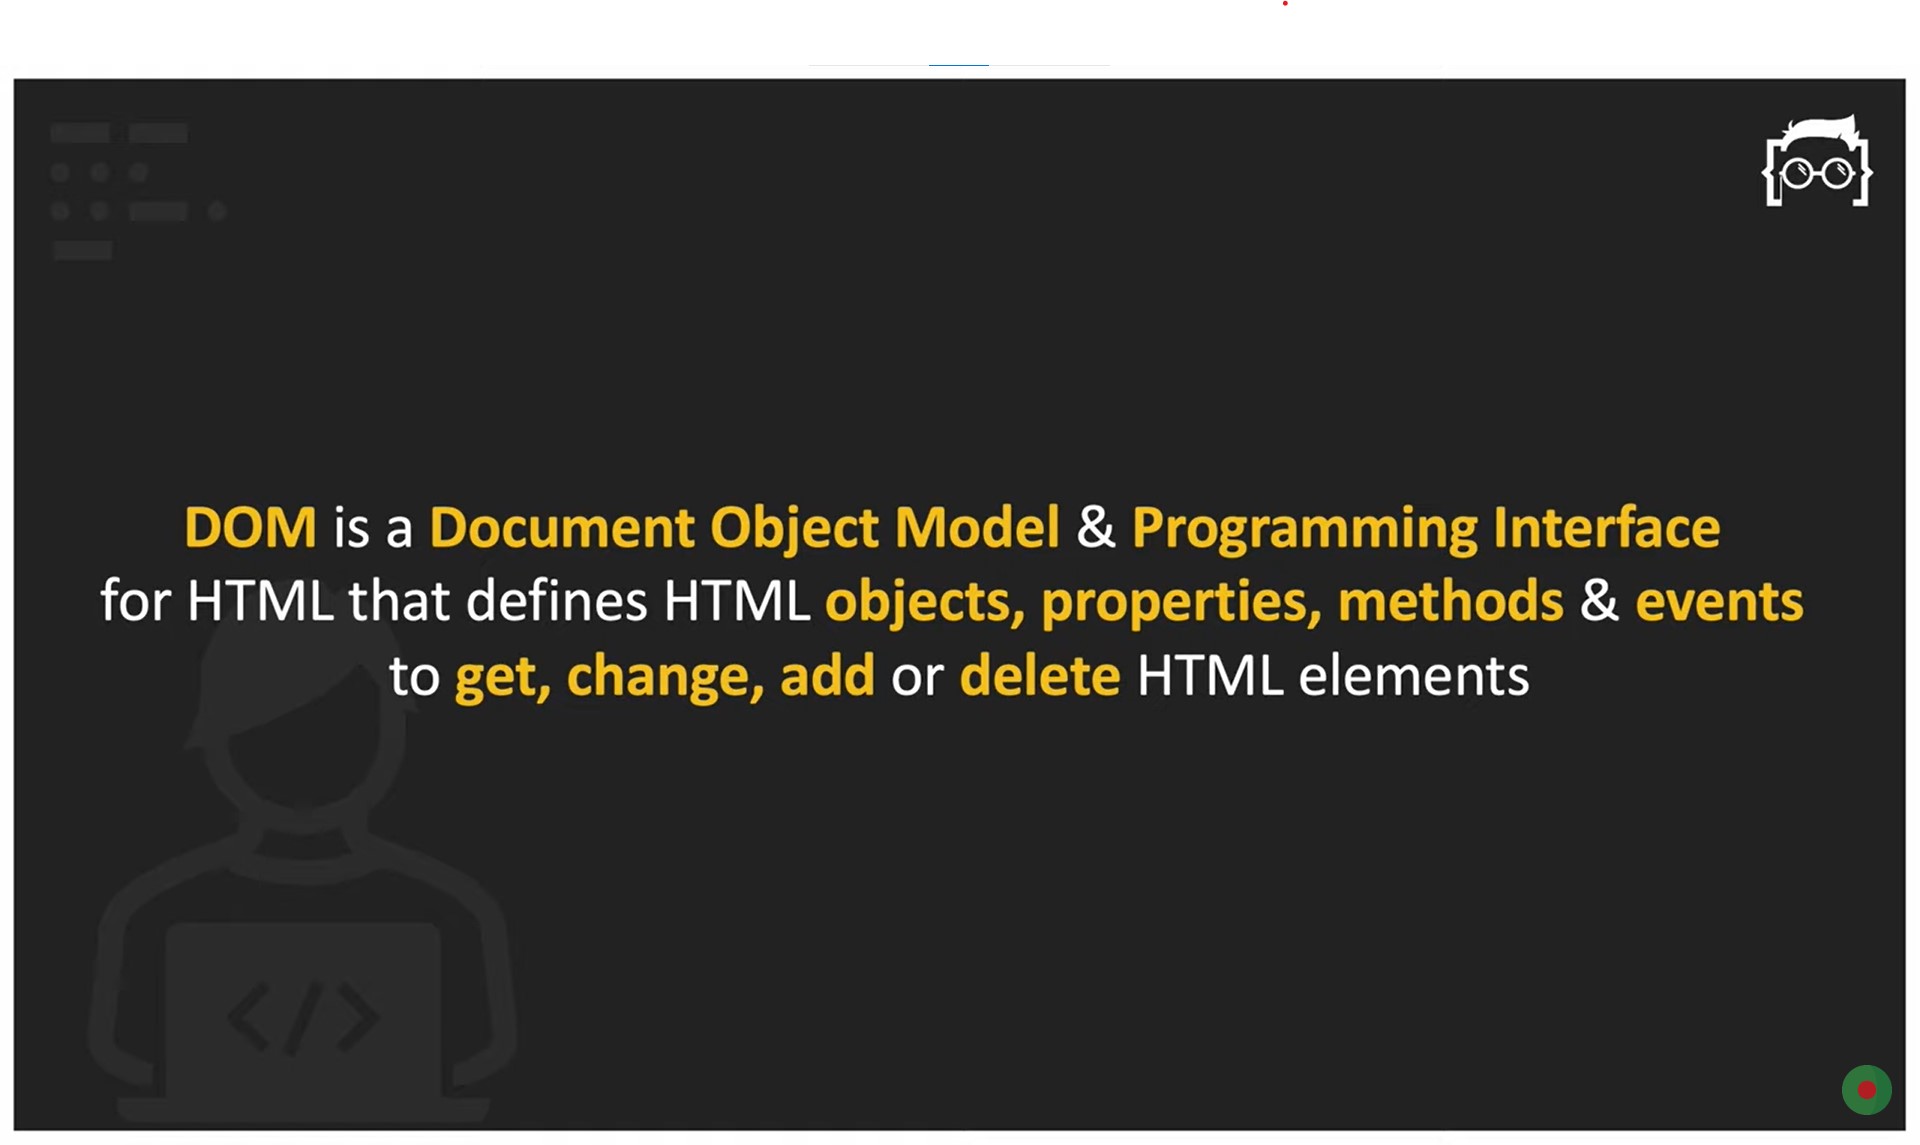 DOM is a Document Object Model & Programming Interface
for HTML that defines HTML objects, properties, methods & events
to get, change, add or delete HTML elements
</>